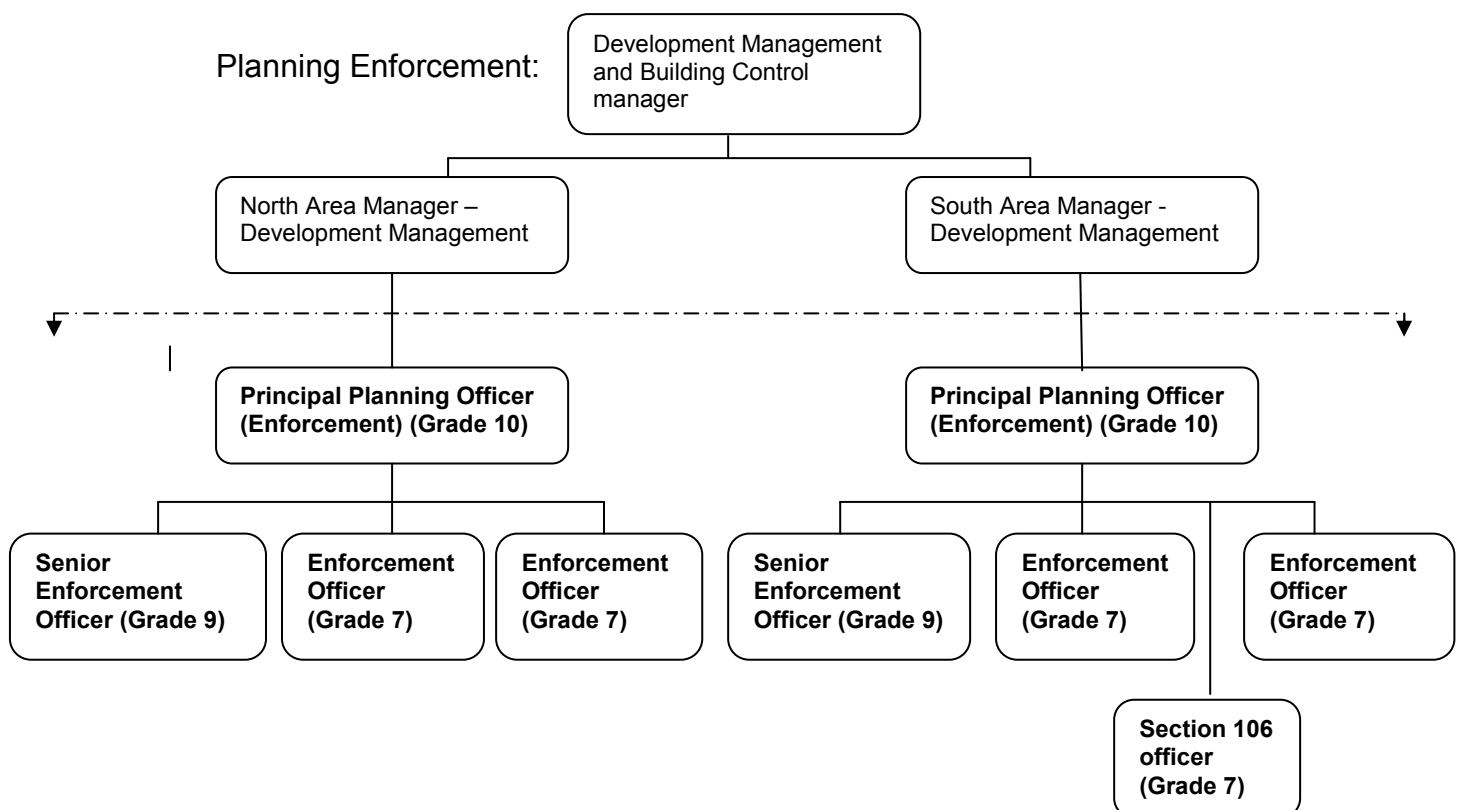 Planning Enforcement:
Development Management
and Building Control
manager
North Area Manager –
Development Management
South Area Manager -
Development Management
Principal Planning Officer
(Enforcement) (Grade 10)
Principal Planning Officer
(Enforcement) (Grade 10)
Senior
Enforcement
Officer (Grade 9)
Enforcement
Officer
(Grade 7)
Enforcement
Officer
(Grade 7)
Senior
Enforcement
Officer (Grade 9)
Enforcement
Officer
(Grade 7)
Enforcement
Officer
(Grade 7)
Section 106
officer
(Grade 7)